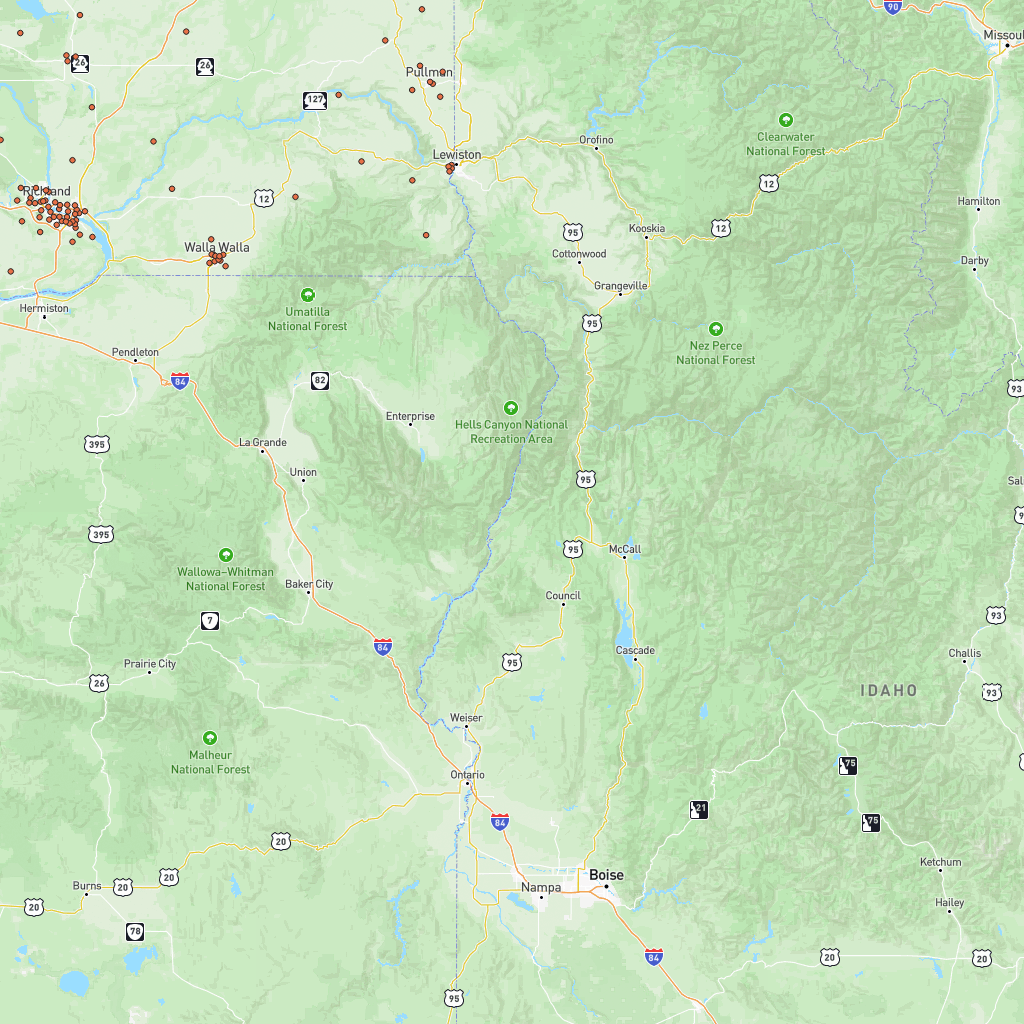 90
Missoul
26
26
Pullman
127
Clearwater
National Forest
Orofino
Lewiston
12
Richland
12
Hamilton
95
12
Kooskia
Walla Walla
Cottonwood
Darby
Grangeville
Umatilla
National Forest
Hermiston
95
Nez Perce
National Forest
Pendleton
84
82
93
Enterprise
Hells Canyon National
Recreation Area
395
La Grande
Union
95
Sal
9
395
95
McCall
Wallowa-Whitman
National Forest
Baker City
Council
7
93
84
95
Cascade
Challis
Prairie City
26
IDAHO
93
Weiser
Malheur
National Forest
Ontario
75
21
84
75
20
Ketchum
20
Boise
Burns
20
Nampa
Hailey
20
78
84
20
20
95